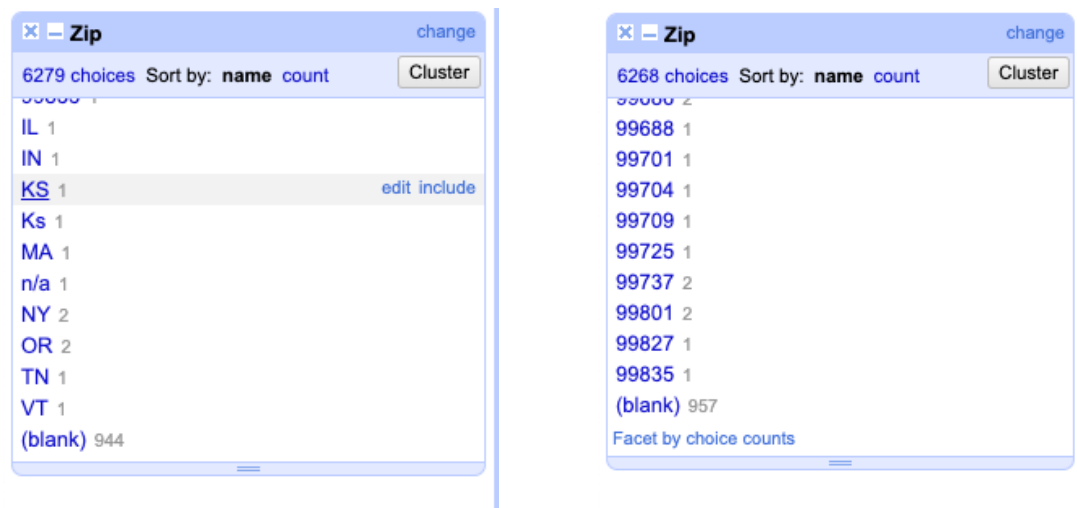 Zip change
6279 choices Sort by: name count Cluster
IL 1
IN 1
KS 1 edit include
Ks 1
MA 1
n/a 1
NY 2
OR 2
TN 1
VT 1
(blank) 944
Zip change
6268 choices Sort by: name count Cluster
99688 1
99701 1
99704 1
99709 1
99725 1
99737 2
99801 2
99827 1
99835 1
(blank) 957
Facet by choice counts